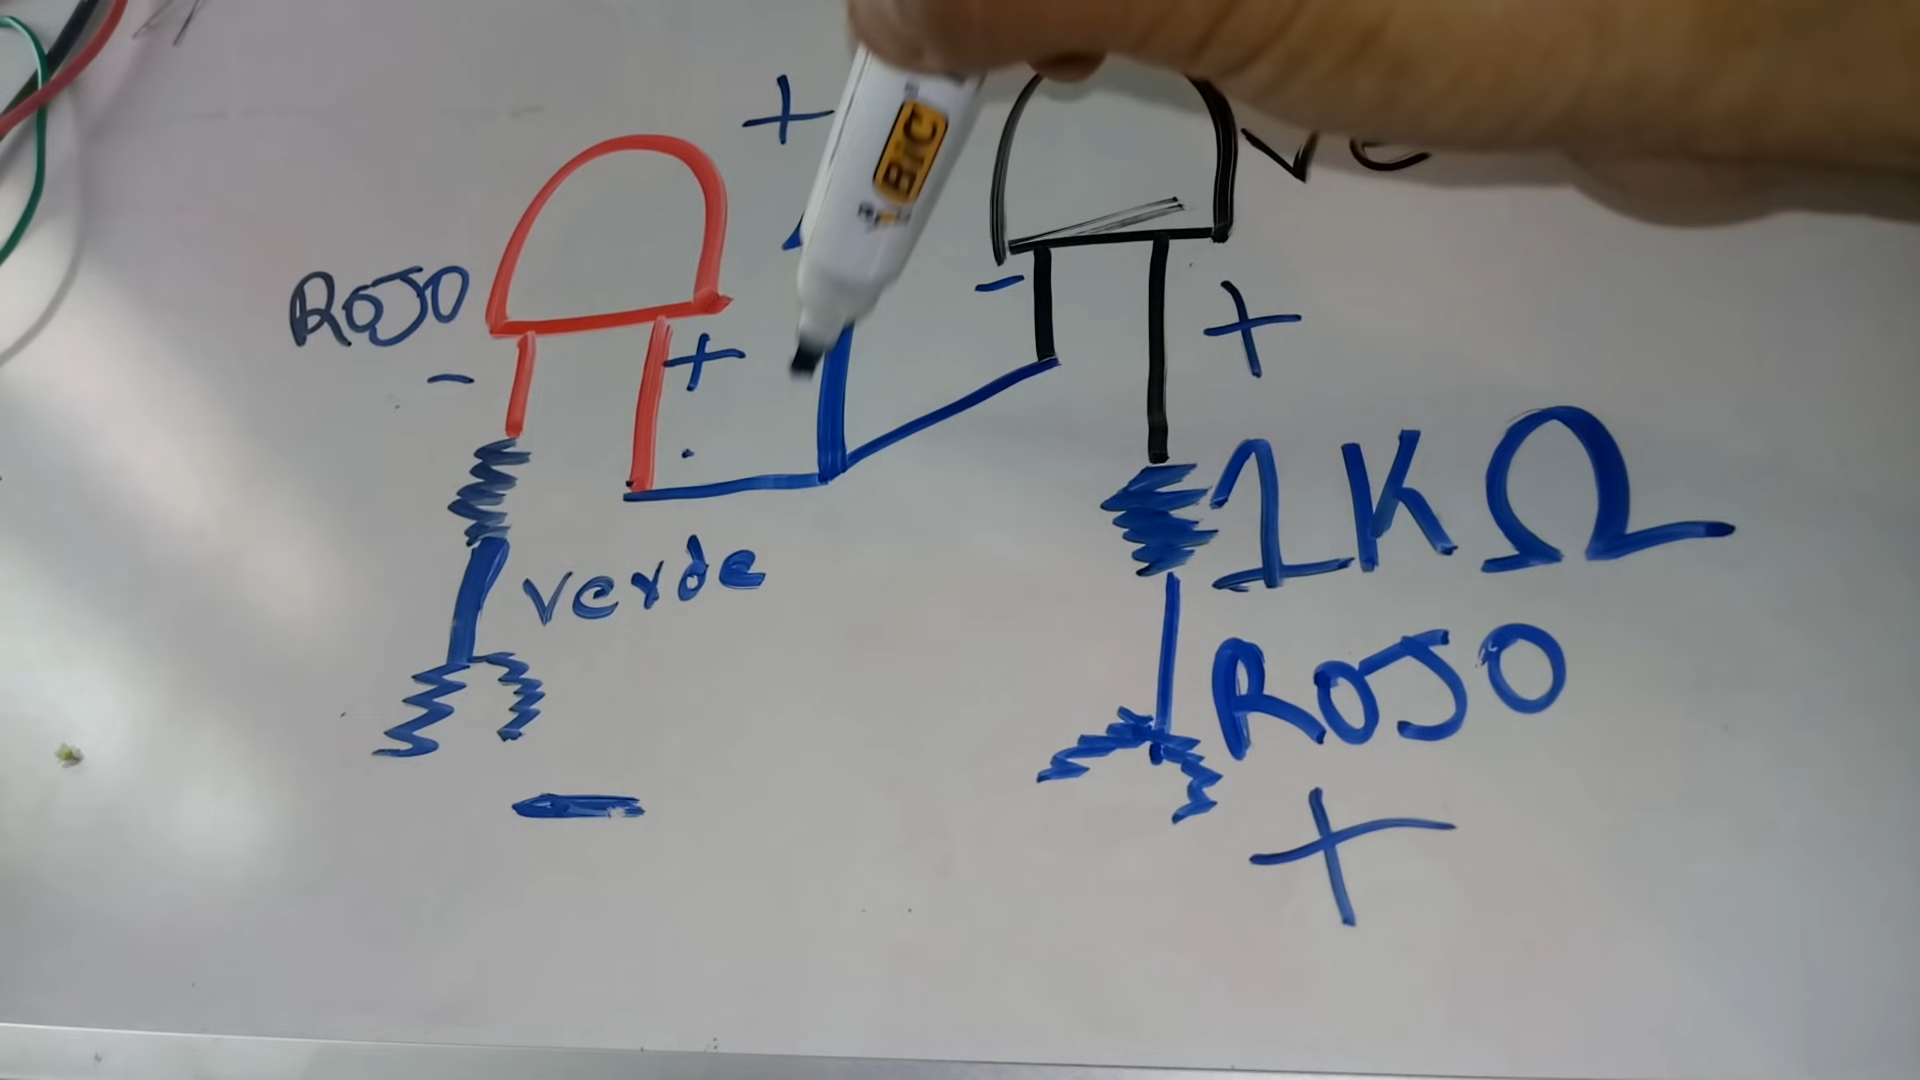 +
BIC
ROJO
-
+
-
+
1KΩ
verde
ROJO
-
+